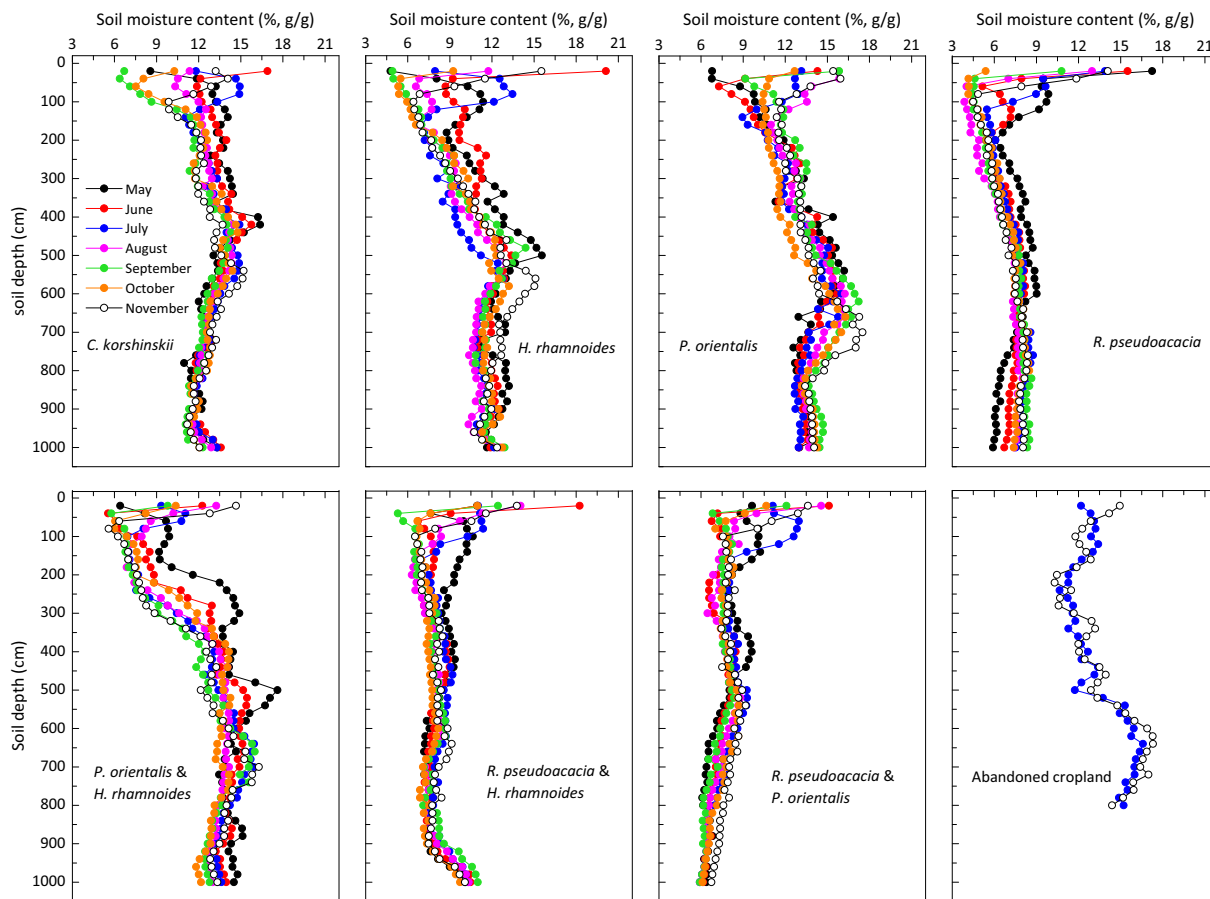 Soil moisture content (%, g/g) Soil moisture content (%, g/g) Soil moisture content (%, g/g) Soil moisture content (%, g/g)
3 6 9 12 15 18 21 3 6 9 12 15 18 21 3 6 9 12 15 18 21 3 6 9 12 15 18 21
0
100
200
300
400
500
600
700
800
900
1000
soil depth (cm)
May
June
July
August
September
October
November
C. korshinskii
H. rhamnoides
P. orientalis
R. pseudoacacia
0
100
200
300
400
500
600
700
800
900
1000
Soil depth (cm)
P. orientalis &
H. rhamnoides
R. pseudoacacia &
H. rhamnoides
R. pseudoacacia &
P. orientalis
Abandoned cropland